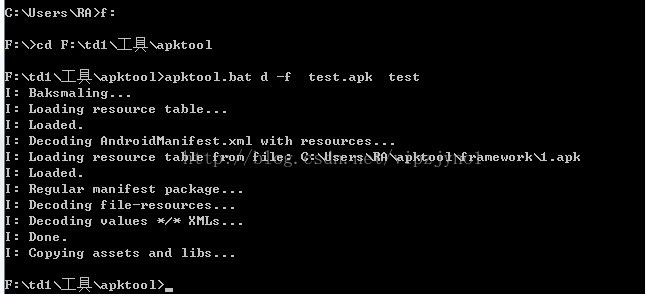 C:\Users\RA>f:
F:\>cd F:\td1\工具\apktool
F:\td1\工具\apktool>apktool.bat d -f  test.apk  test
I: Baksmaling...
I: Loading resource table...
I: Loaded.
I: Decoding AndroidManifest.xml with resources...
I: Loading resource table from file: C:\Users\RA\apktool\framework\1.apk
I: Loaded.
I: Regular manifest package...
I: Decoding file-resources...
I: Decoding values */* XMLs...
I: Done.
I: Copying assets and libs...
F:\td1\工具\apktool>_